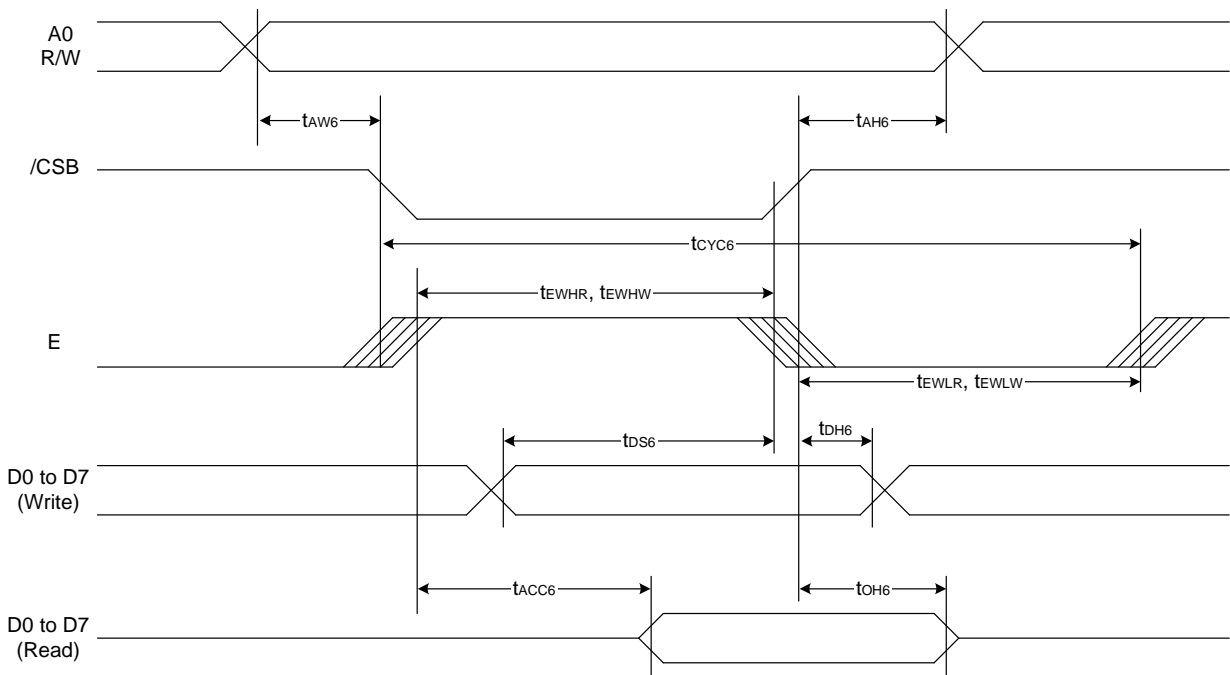 A0
R/W
tAW6
tAH6
/CSB
tCYC6
tEWHR, tEWHW
E
tEWLR, tEWLW
tDS6
tDH6
D0 to D7
(Write)
tACC6
tOH6
D0 to D7
(Read)